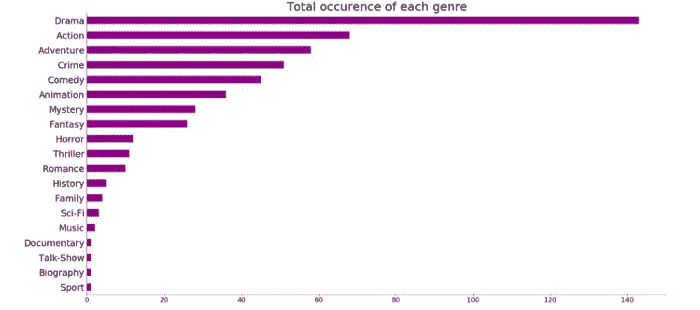 Total occurence of each genre
Drama
Action
Adventure
Crime
Comedy
Animation
Mystery
Fantasy
Horror
Thriller
Romance
History
Family
Sci-Fi
Music
Documentary
Talk-Show
Biography
Sport
0 20 40 60 80 100 120 140